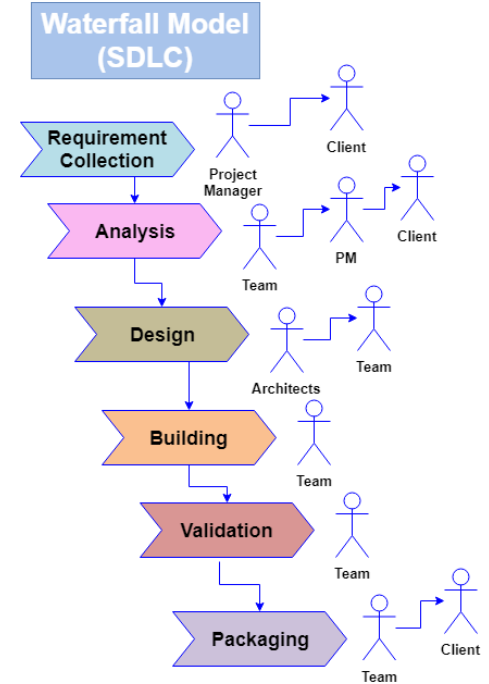 Waterfall Model
(SDLC)
Requirement
Collection
Project
Manager
Client
Analysis
Team
PM
Client
Design
Architects
Team
Building
Team
Validation
Team
Packaging
Team
Client